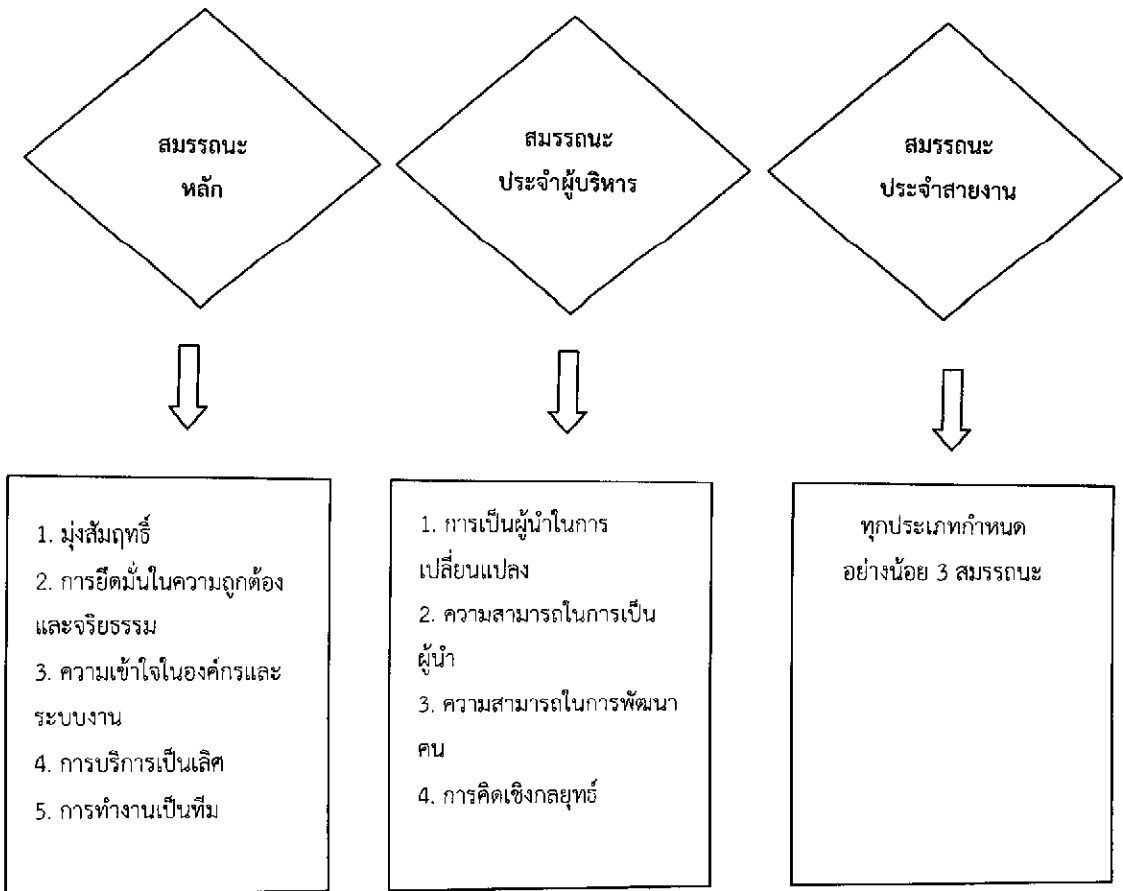 สมรรถนะ
หลัก
สมรรถนะ
ประจำผู้บริหาร
สมรรถนะ
ประจำสายงาน
1. มุ่งสัมฤทธิ์
2. การยึดมั่นในความถูกต้อง
และจริยธรรม
3. ความเข้าใจในองค์กรและ
ระบบงาน
4. การบริการเป็นเลิศ
5. การทำงานเป็นทีม
1. การเป็นผู้นำในการ
เปลี่ยนแปลง
2. ความสามารถในการเป็น
ผู้นำ
3. ความสามารถในการพัฒนา
คน
4. การคิดเชิงกลยุทธ์
ทุกประเภทกำหนด
อย่างน้อย 3 สมรรถนะ